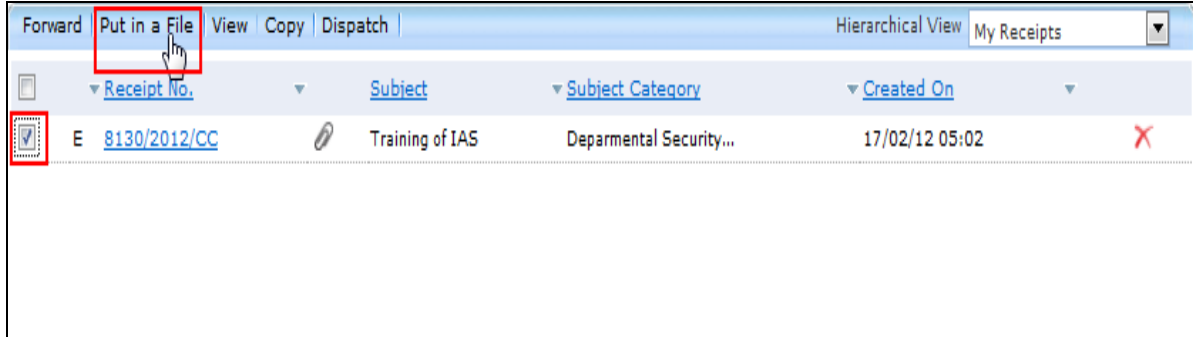 Forward | Put in a File | View | Copy | Dispatch | Hierarchical View My Receipts
Receipt No. Subject Subject Category Created On
E 8130/2012/CC Training of IAS Deparmental Security... 17/02/12 05:02